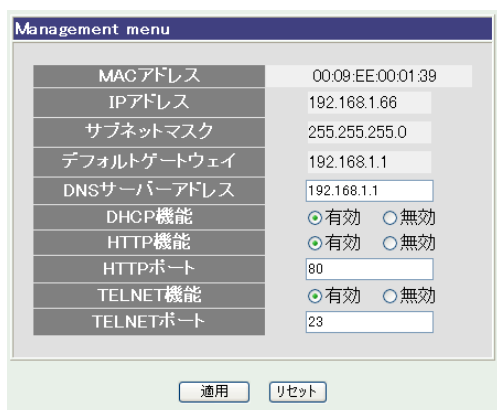 Management menu
MACアドレス 00:09:EE:00:01:39
IPアドレス 192.168.1.66
サブネットマスク 255.255.255.0
デフォルトゲートウェイ 192.168.1.1
DNSサーバーアドレス 192.168.1.1
DHCP機能 有効 無効
HTTP機能 有効 無効
HTTPポート 80
TELNET機能 有効 無効
TELNETポート 23
適用 リセット